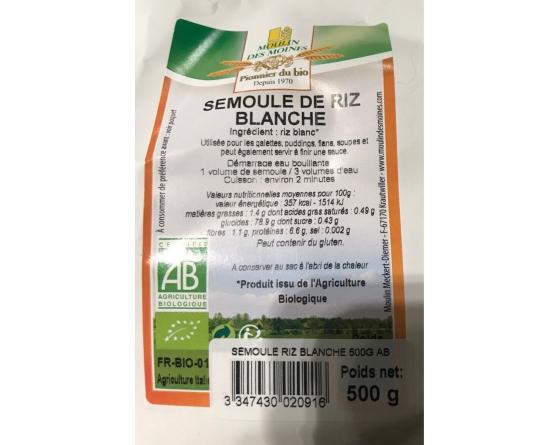 MOULIN
DES MOINES
Pionnier du bio
Depuis 1970
SEMOULE DE RIZ
BLANCHE
Ingrédient : riz blanc*
Utilisée pour les galettes, puddings, flans, soupes et
peut également servir à finir une sauce.
Démarrage eau bouillante
1 volume de semoule / 3 volumes d'eau
Cuisson : environ 2 minutes
Valeurs nutritionnelles moyennes pour 100g :
valeur énergétique : 357 kcal - 1514 kJ
matières grasses : 1.4 g dont acides gras saturés : 0.49 g
glucides : 78.9 g dont sucre : 0.43 g
fibres : 1.1 g, protéines : 6.6 g, sel : 0.002 g
Peut contenir du gluten.
A conserver au sec à l'abri de la chaleur
*Produit issu de l'Agriculture
Biologique
A consommer de préférence avant : voir paquet
Moulin Meckert-Diemer - F-67170 Krautwiller - www.moulindesmoines.com
CERTIFIÉ
AB
AGRICULTURE
BIOLOGIQUE
FR-BIO-01
Agriculture Italie
Poids
SEMOULE RIZ BLANCHE 500G AB
3 347430 020916
Poids net:
500 g